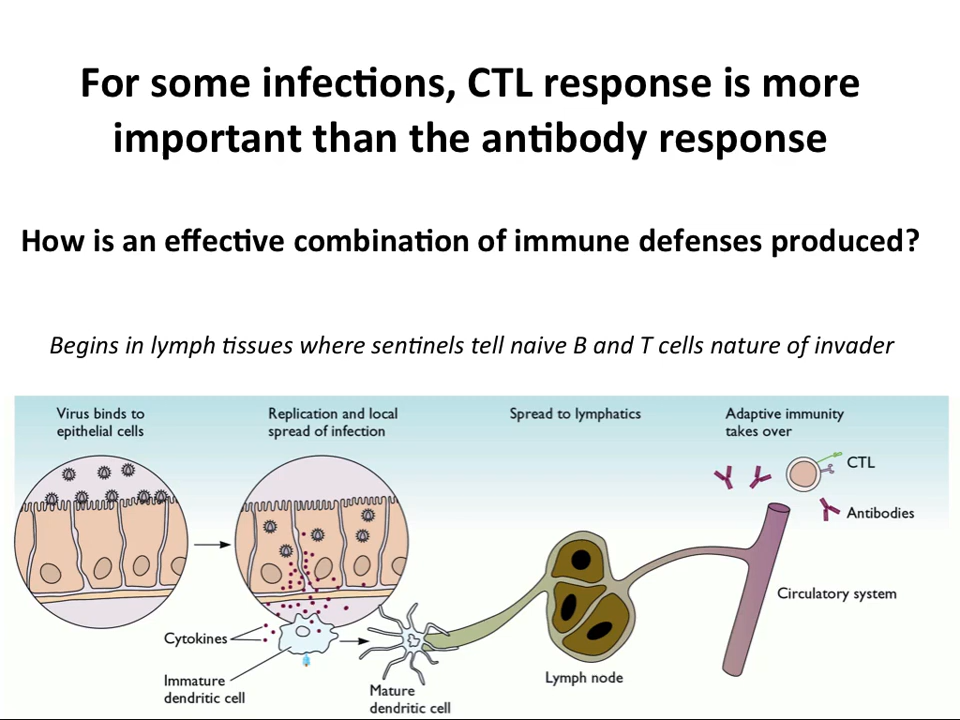 For some infections, CTL response is more
important than the antibody response
How is an effective combination of immune defenses produced?
Begins in lymph tissues where sentinels tell naive B and T cells nature of invader
Virus binds to
epithelial cells
Replication and local
spread of infection
Spread to lymphatics
Adaptive immunity
takes over
CTL
Antibodies
Circulatory system
Cytokines
Immature
dendritic cell
Mature
dendritic cell
Lymph node